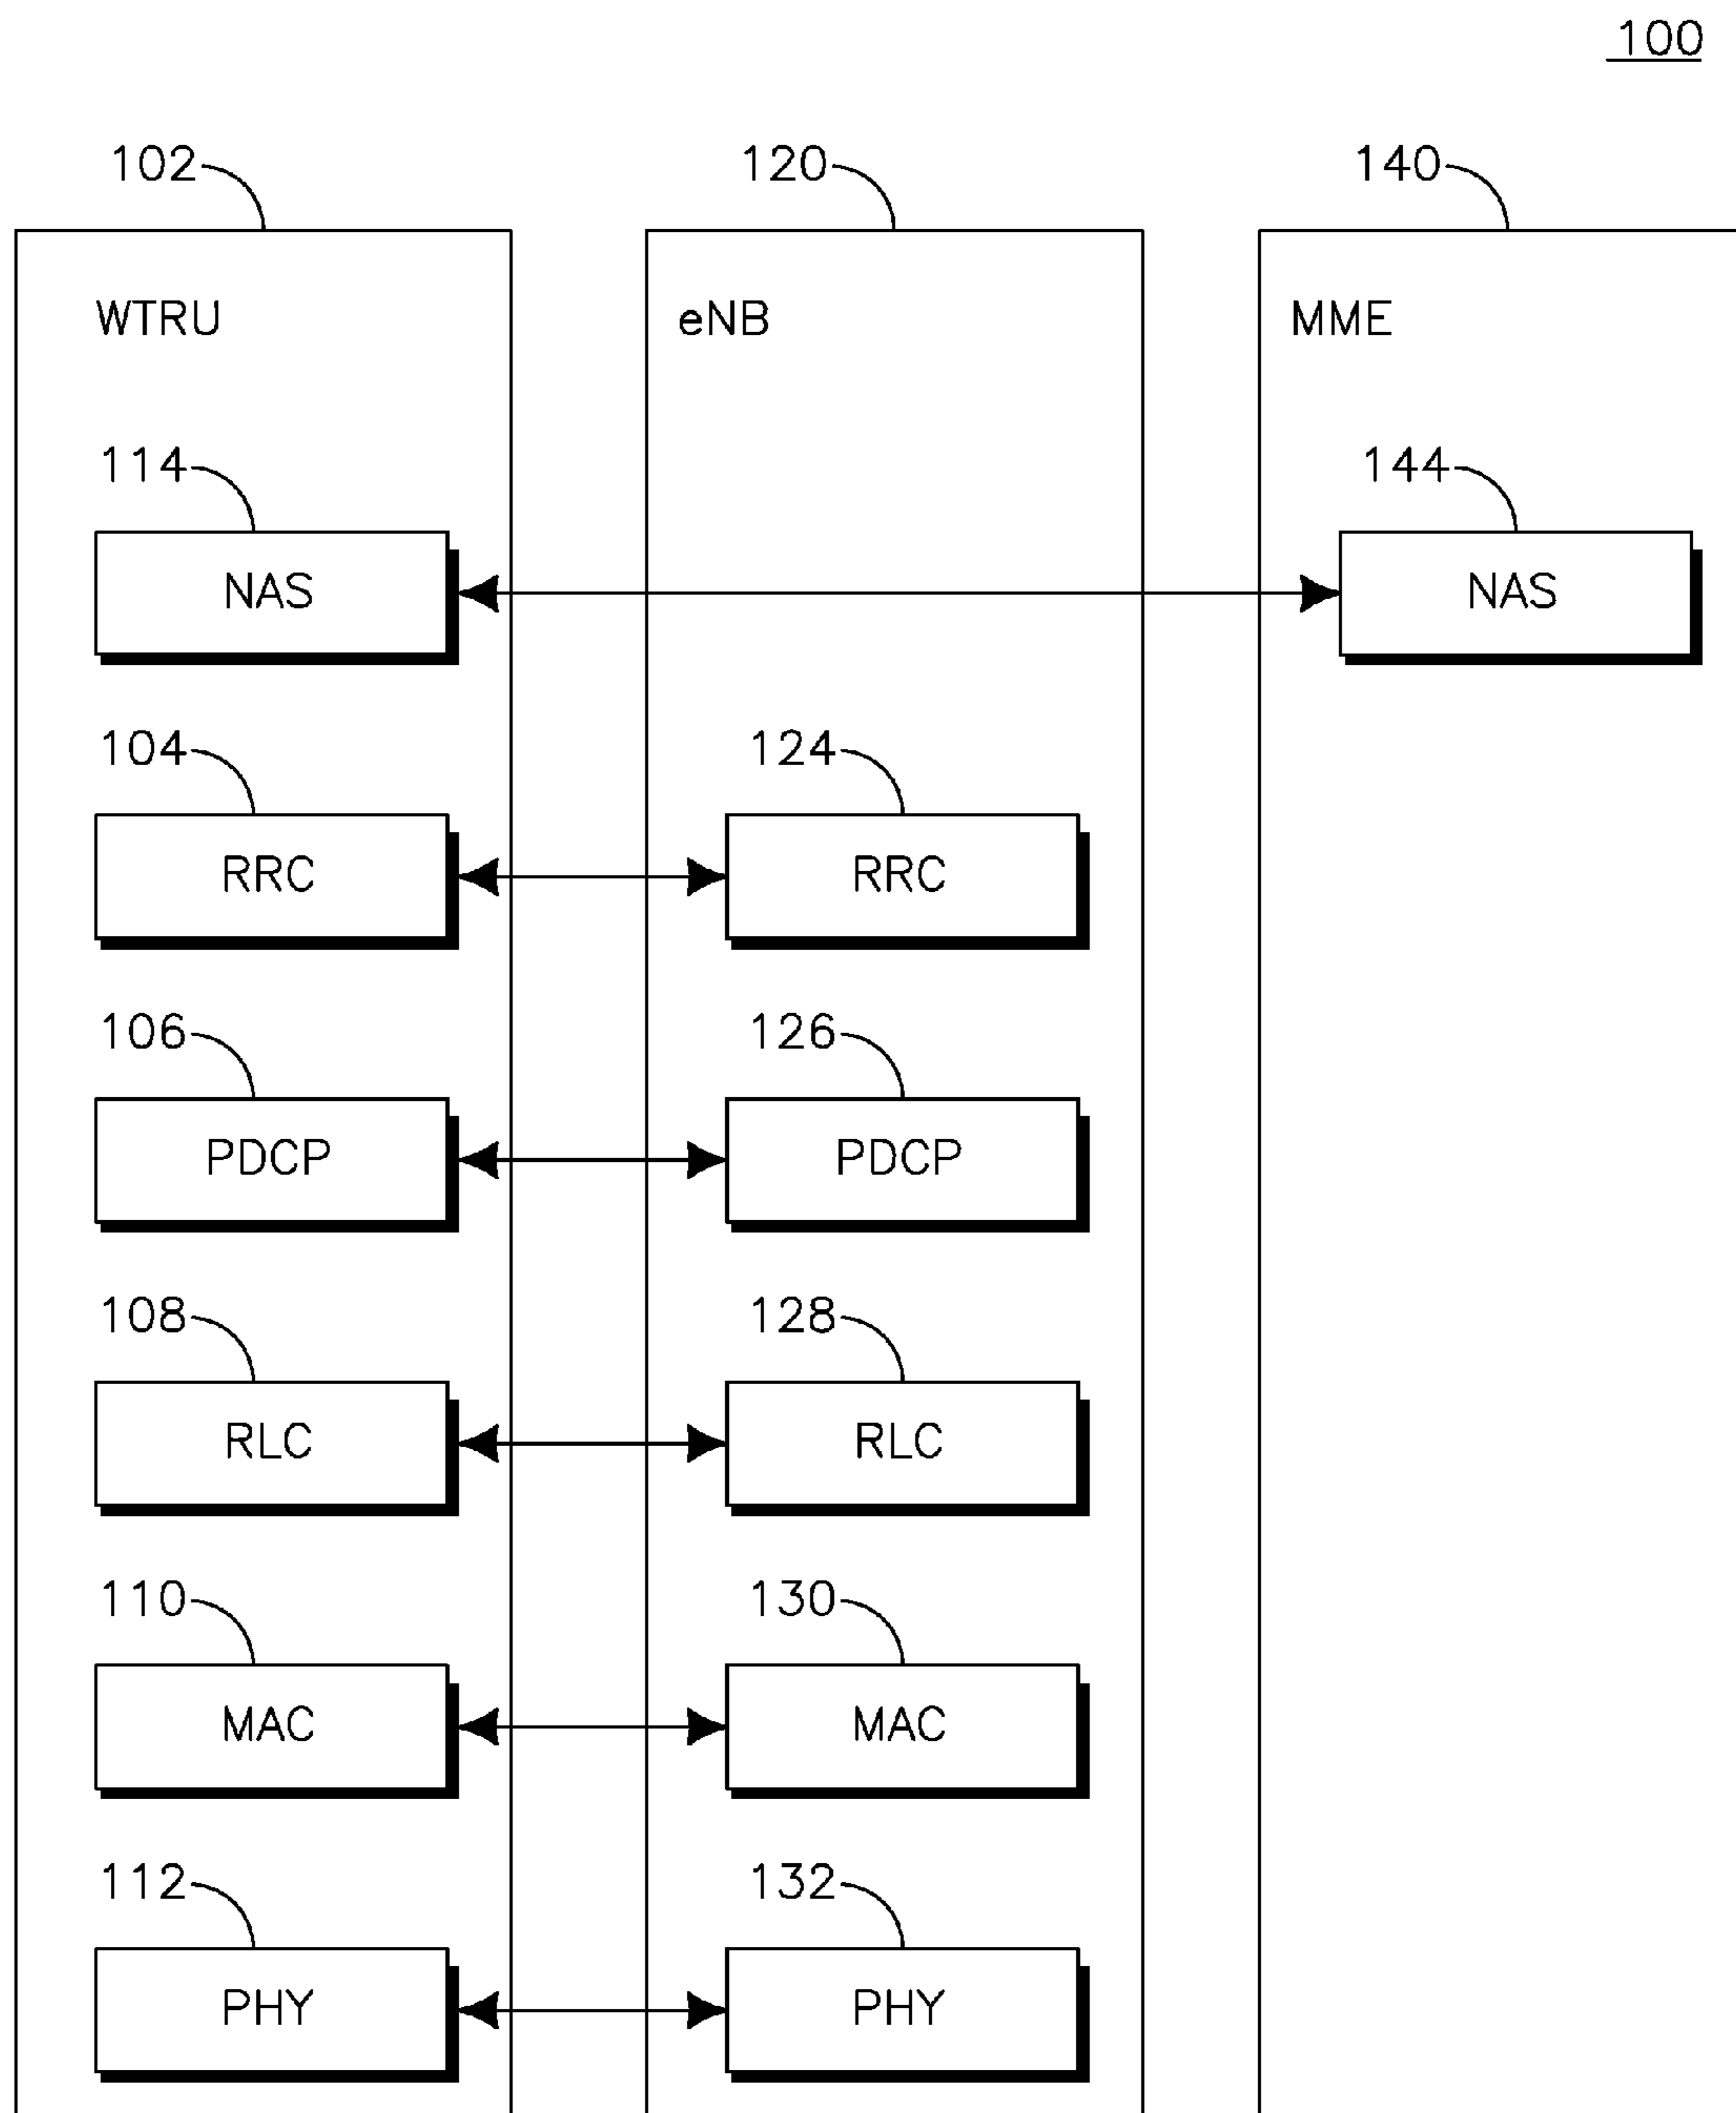 100
102 120 140
WTRU eNB MME
114 144
NAS NAS
104 124
RRC RRC
106 126
PDCP PDCP
108 128
RLC RLC
110 130
MAC MAC
112 132
PHY PHY